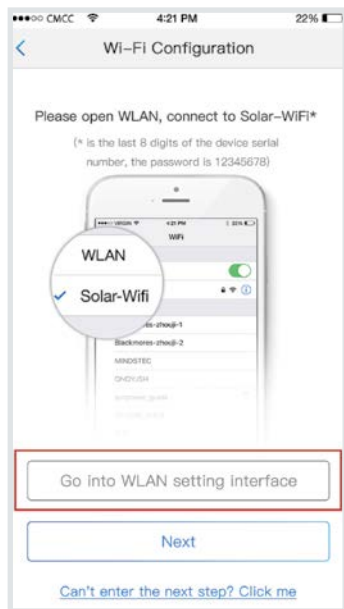 CMCC 4:21 PM 22%
Wi-Fi Configuration
Please open WLAN, connect to Solar-WiFi*
(* is the last 8 digits of the device serial
number, the password is 12345678)
4:21 PM
WiFi
WLAN
Solar-Wifi
-zhouji-1
Blackmores-zhouji-2
MINDSTEC
Go into WLAN setting interface
Next
Can't enter the next step? Click me